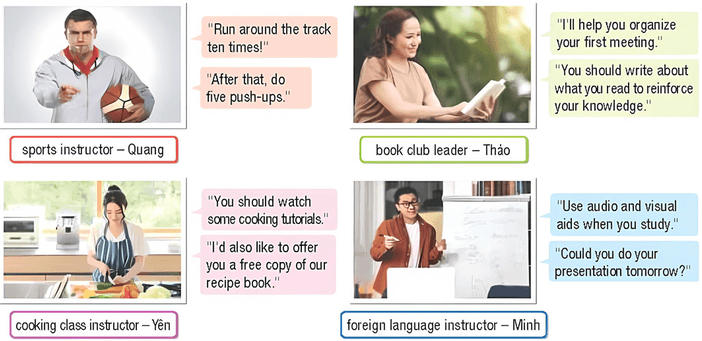 "Run around the track
ten times!"
"After that, do
five push-ups."
sports instructor – Quang
"I'll help you organize
your first meeting."
"You should write about
what you read to reinforce
your knowledge."
book club leader – Thảo
"You should watch
some cooking tutorials."
"I'd also like to offer
you a free copy of our
recipe book."
cooking class instructor – Yên
"Use audio and visual
aids when you study."
"Could you do your
presentation tomorrow?"
foreign language instructor – Minh